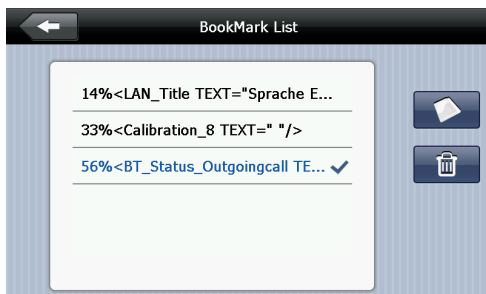 BookMark List
14%<LAN_Title TEXT="Sprache E...
33%<Calibration_8 TEXT=" "/>
56%<BT_Status_Outgoingcall TE...